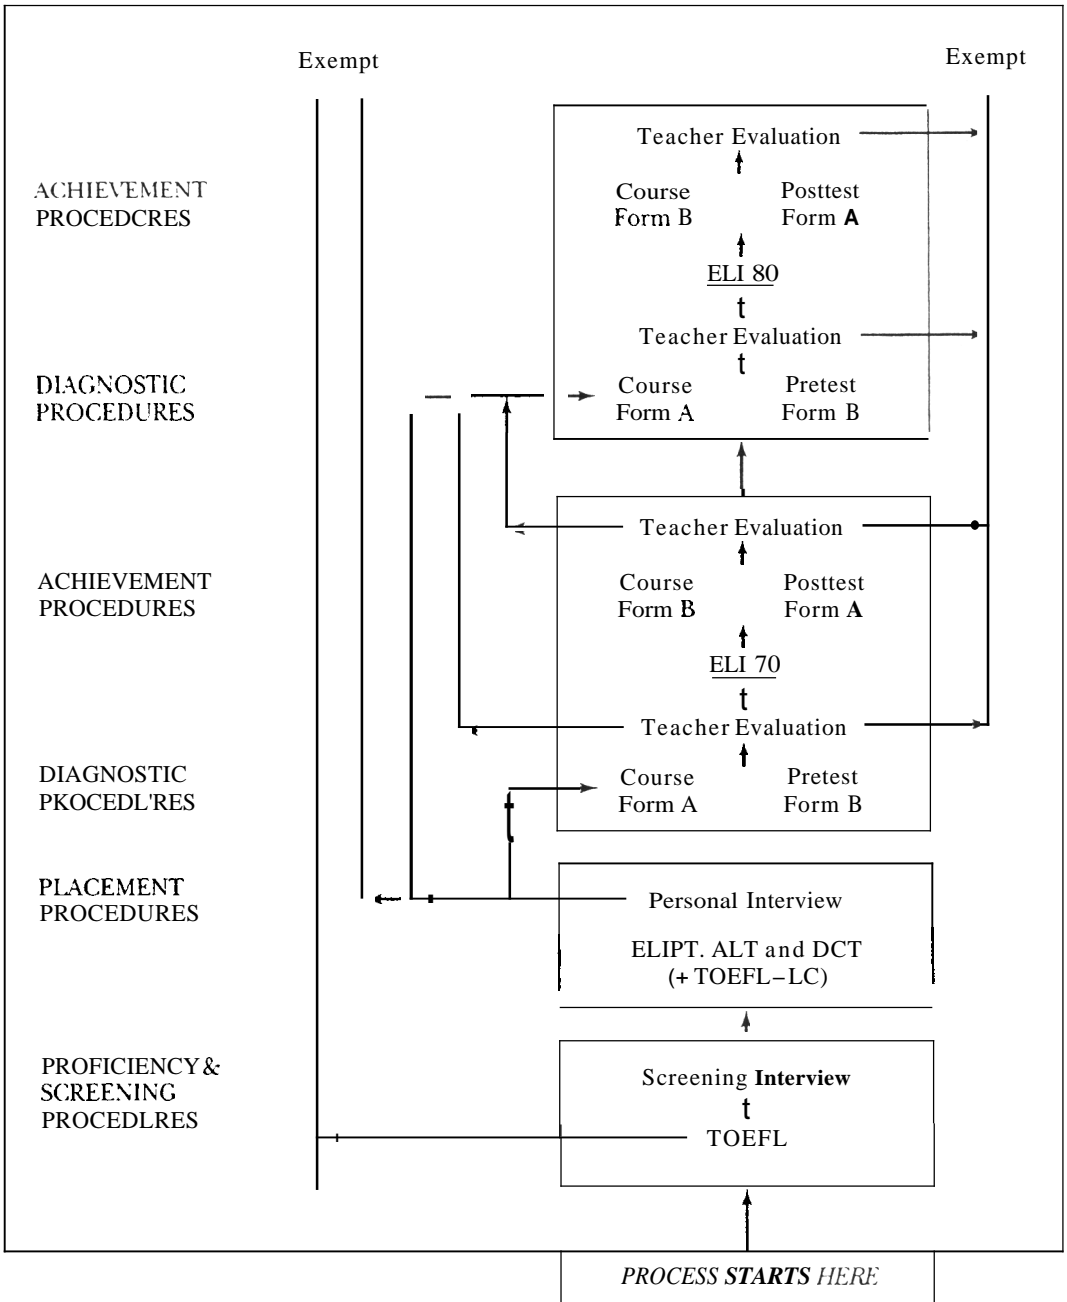 Exempt
Exempt
Teacher Evaluation
ACHIEVEMENT
PROCEDCRES
Course
Form B
Posttest
Form A
ELI 80
t
Teacher Evaluation
t
DIAGNOSTIC
PROCEDURES
Course
Form A
Pretest
Form B
Teacher Evaluation
ACHIEVEMENT
PROCEDURES
Course
Form B
Posttest
Form A
ELI 70
t
Teacher Evaluation
DIAGNOSTIC
PKOCEDL'RES
Course
Form A
Pretest
Form B
PLACEMENT
PROCEDURES
Personal Interview
ELIPT. ALT and DCT
(+ TOEFL–LC)
PROFICIENCY &
SCREENING
PROCEDLRES
Screening Interview
t
TOEFL
PROCESS STARTS HERE